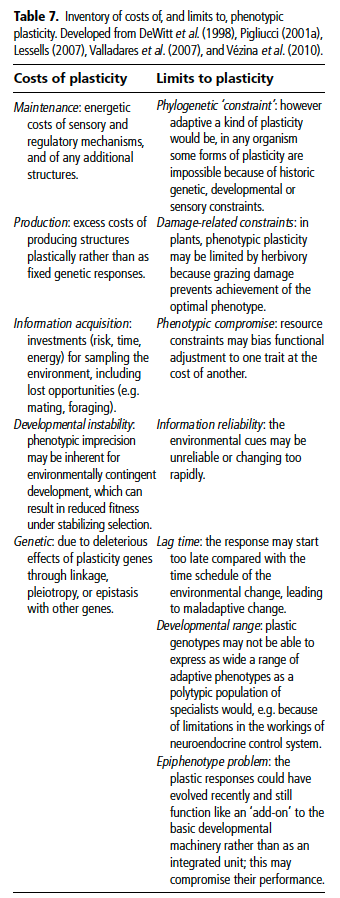 Table 7. Inventory of costs of, and limits to, phenotypic
plasticity. Developed from DeWitt et al. (1998), Pigliucci (2001a),
Lessells (2007), Valladares et al. (2007), and Vézina et al. (2010).
Costs of plasticity
Maintenance: energetic
costs of sensory and
regulatory mechanisms,
and of any additional
structures.
Production: excess costs of
producing structures
plastically rather than as
fixed genetic responses.
Information acquisition:
investments (risk, time,
energy) for sampling the
environment, including
lost opportunities (e.g.
mating, foraging).
Developmental instability:
phenotypic imprecision
may be inherent for
environmentally contingent
development, which can
result in reduced fitness
under stabilizing selection.
Genetic: due to deleterious
effects of plasticity genes
through linkage,
pleiotropy, or epistasis
with other genes.
Limits to plasticity
Phylogenetic ‘constraint’: however
adaptive a kind of plasticity
would be, in any organism
some forms of plasticity are
impossible because of historic
genetic, developmental or
sensory constraints.
Damage-related constraints: in
plants, phenotypic plasticity
may be limited by herbivory
because grazing damage
prevents achievement of the
optimal phenotype.
Phenotypic compromise: resource
constraints may bias functional
adjustment to one trait at the
cost of another.
Information reliability: the
environmental cues may be
unreliable or changing too
rapidly.
Lag time: the response may start
too late compared with the
time schedule of the
environmental change, leading
to maladaptive change.
Developmental range: plastic
genotypes may not be able to
express as wide a range of
adaptive phenotypes as a
polytypic population of
specialists would, e.g. because
of limitations in the workings of
neuroendocrine control system.
Epiphenotype problem: the
plastic responses could have
evolved recently and still
function like an ‘add-on’ to the
basic developmental
machinery rather than as an
integrated unit; this may
compromise their performance.